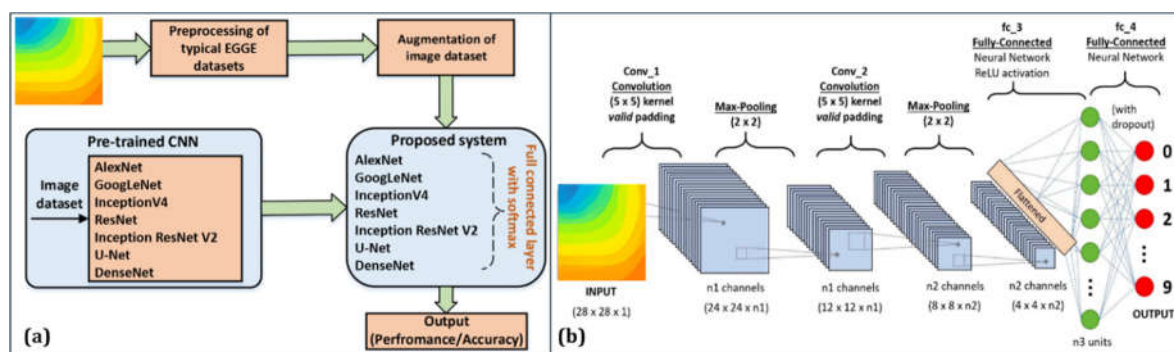 Preprocessing of
typical EGGE
datasets
Augmentation of
image dataset
Pre-trained CNN
Image
dataset
AlexNet
GoogLeNet
InceptionV4
ResNet
Inception ResNet V2
U-Net
DenseNet
Proposed system
AlexNet
GoogLeNet
InceptionV4
ResNet
Inception ResNet V2
U-Net
DenseNet
Full connected layer
with softmax
Output
(Perfromance/Accuracy)
(a)
Conv_1
Convolution
(5 x 5) kernel
valid padding
Max-Pooling
(2 x 2)
Conv_2
Convolution
(5 x 5) kernel
valid padding
Max-Pooling
(2 x 2)
fc_3
Fully-Connected
Neural Network
ReLU activation
fc_4
Fully-Connected
Neural Network
(with
dropout)
Flattened
0
1
2
9
OUTPUT
INPUT
(28 x 28 x 1)
n1 channels
(24 x 24 x n1)
n1 channels
(12 x 12 x n1)
n2 channels
(8 x 8 x n2)
n2 channels
(4 x 4 x n2)
n3 units
(b)